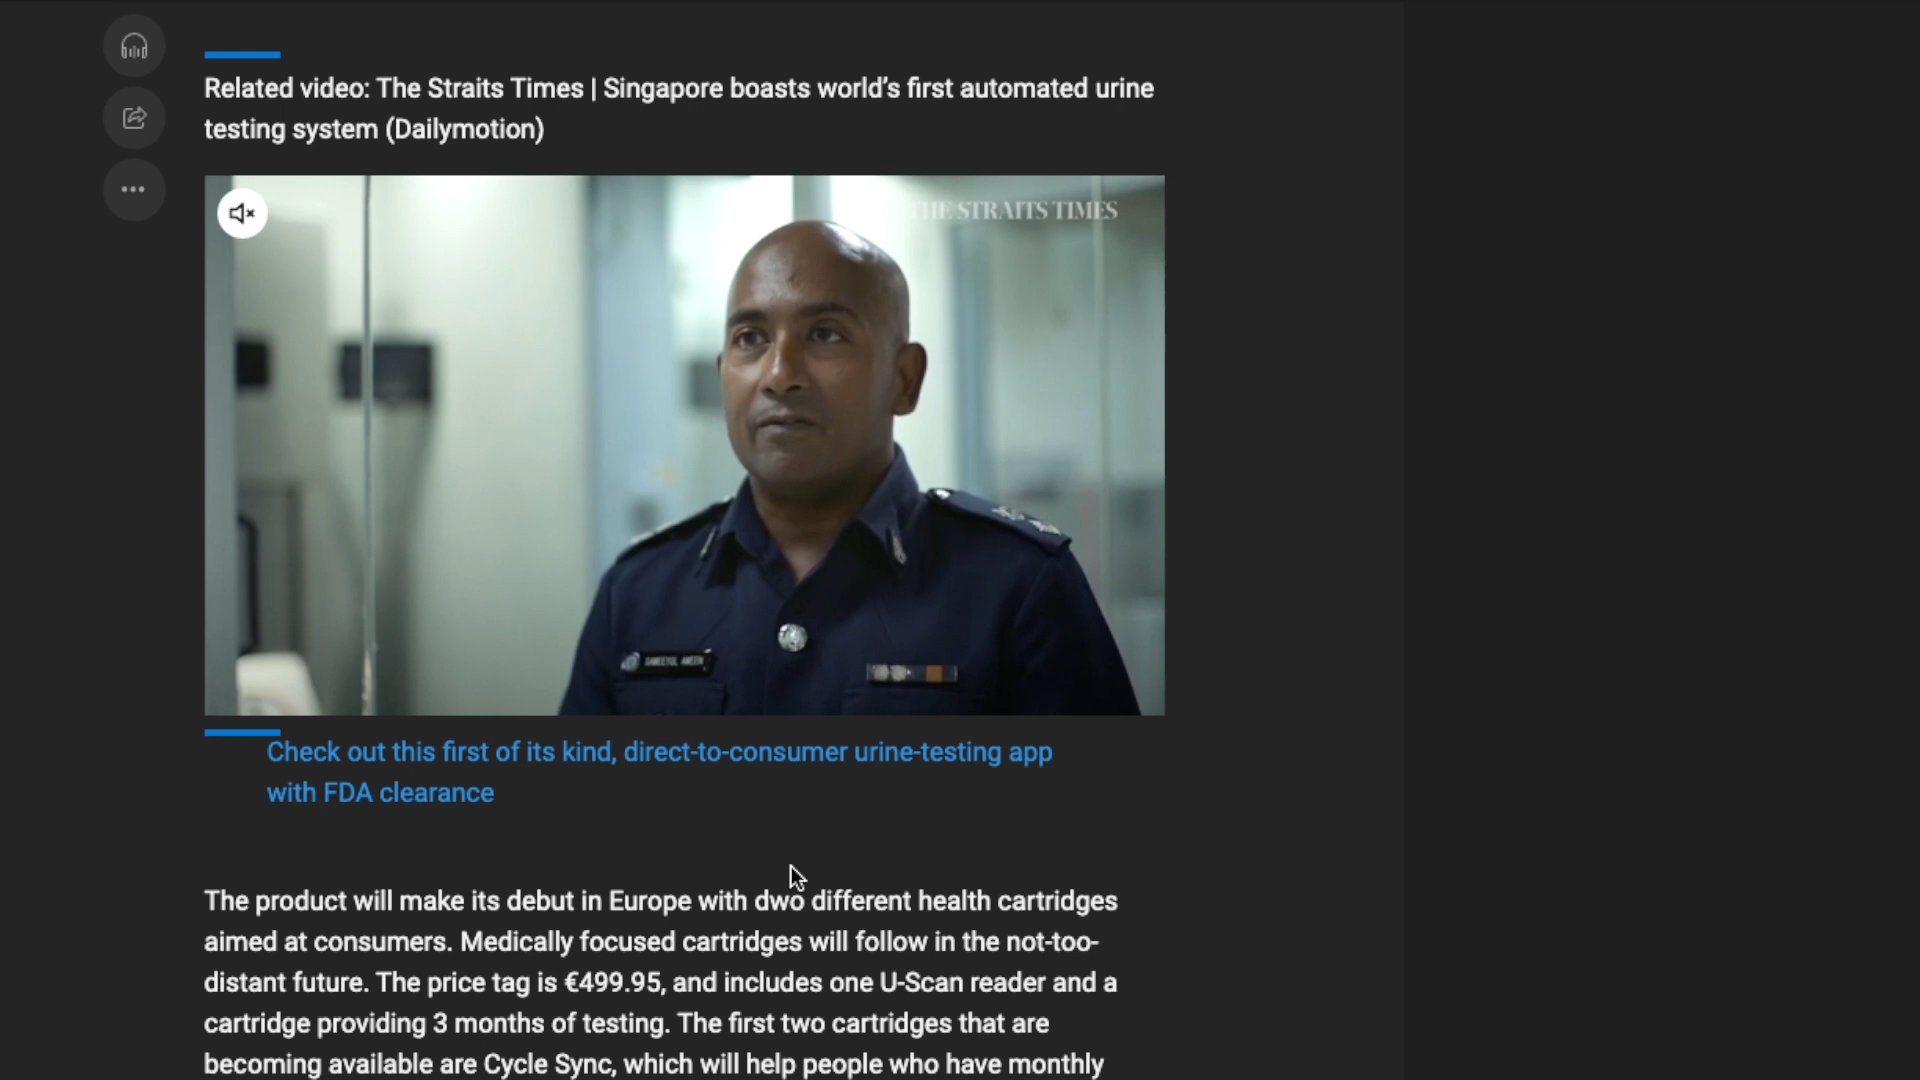 Related video: The Straits Times | Singapore boasts world’s first automated urine
testing system (Dailymotion)
THE STRAITS TIMES
Check out this first of its kind, direct-to-consumer urine-testing app
with FDA clearance
The product will make its debut in Europe with dwo different health cartridges
aimed at consumers. Medically focused cartridges will follow in the not-too-
distant future. The price tag is €499.95, and includes one U-Scan reader and a
cartridge providing 3 months of testing. The first two cartridges that are
becoming available are Cycle Sync, which will help people who have monthly